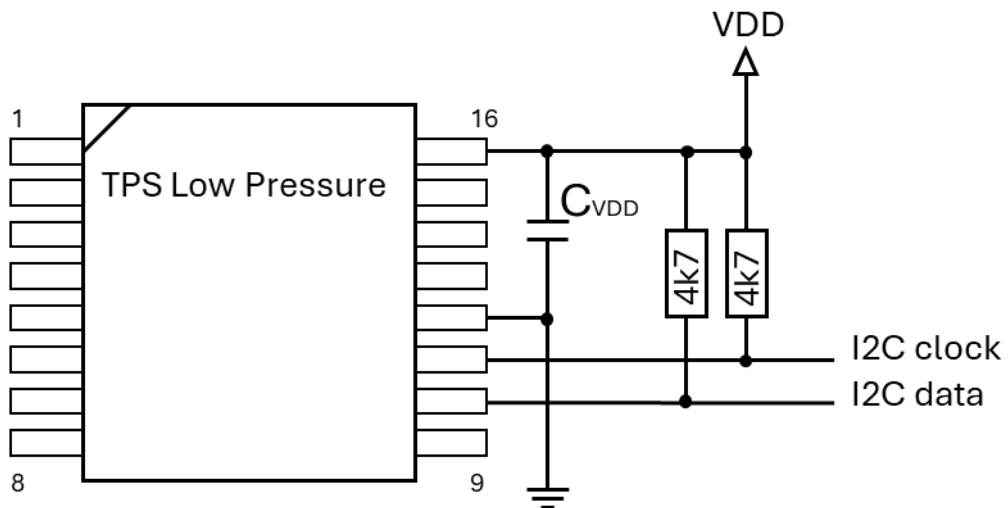 VDD
1
16
TPS Low Pressure
CVDD
4k7
4k7
I2C clock
I2C data
8
9